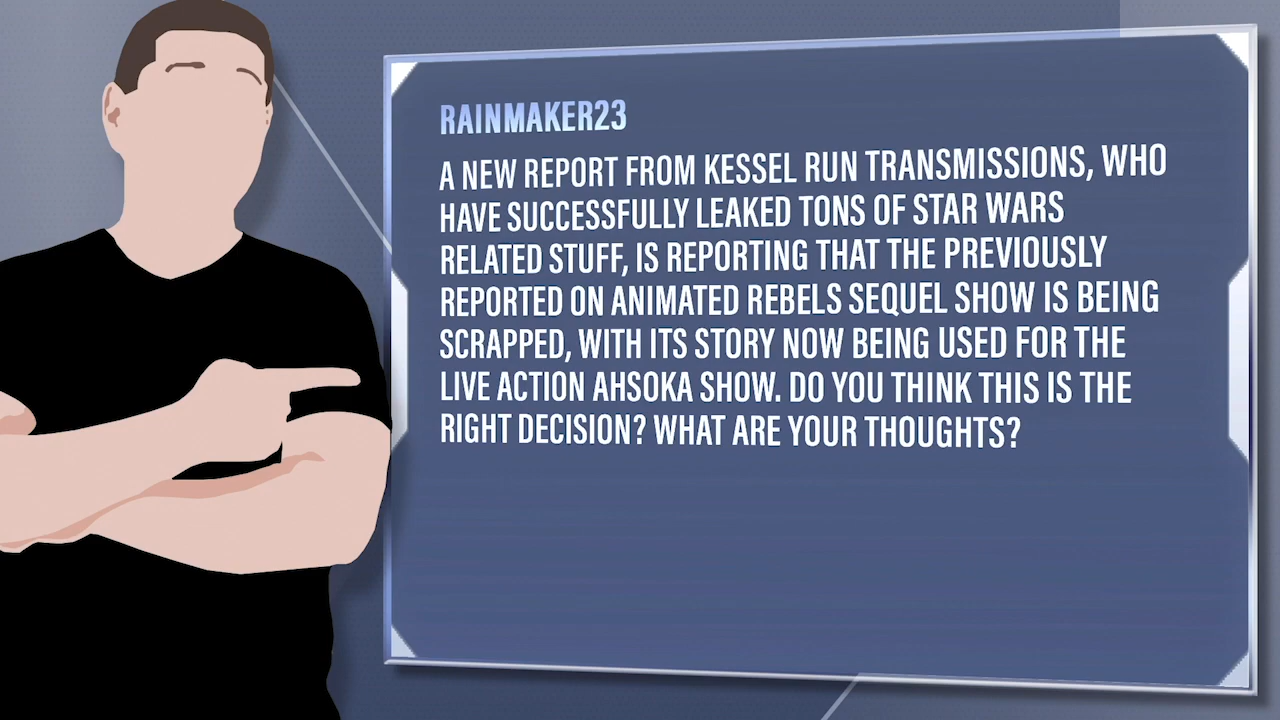 RAINMAKER23
A NEW REPORT FROM KESSEL RUN TRANSMISSIONS, WHO
HAVE SUCCESSFULLY LEAKED TONS OF STAR WARS
RELATED STUFF, IS REPORTING THAT THE PREVIOUSLY
REPORTED ON ANIMATED REBELS SEQUEL SHOW IS BEING
SCRAPPED, WITH ITS STORY NOW BEING USED FOR THE
LIVE ACTION AHSOKA SHOW. DO YOU THINK THIS IS THE
RIGHT DECISION? WHAT ARE YOUR THOUGHTS?